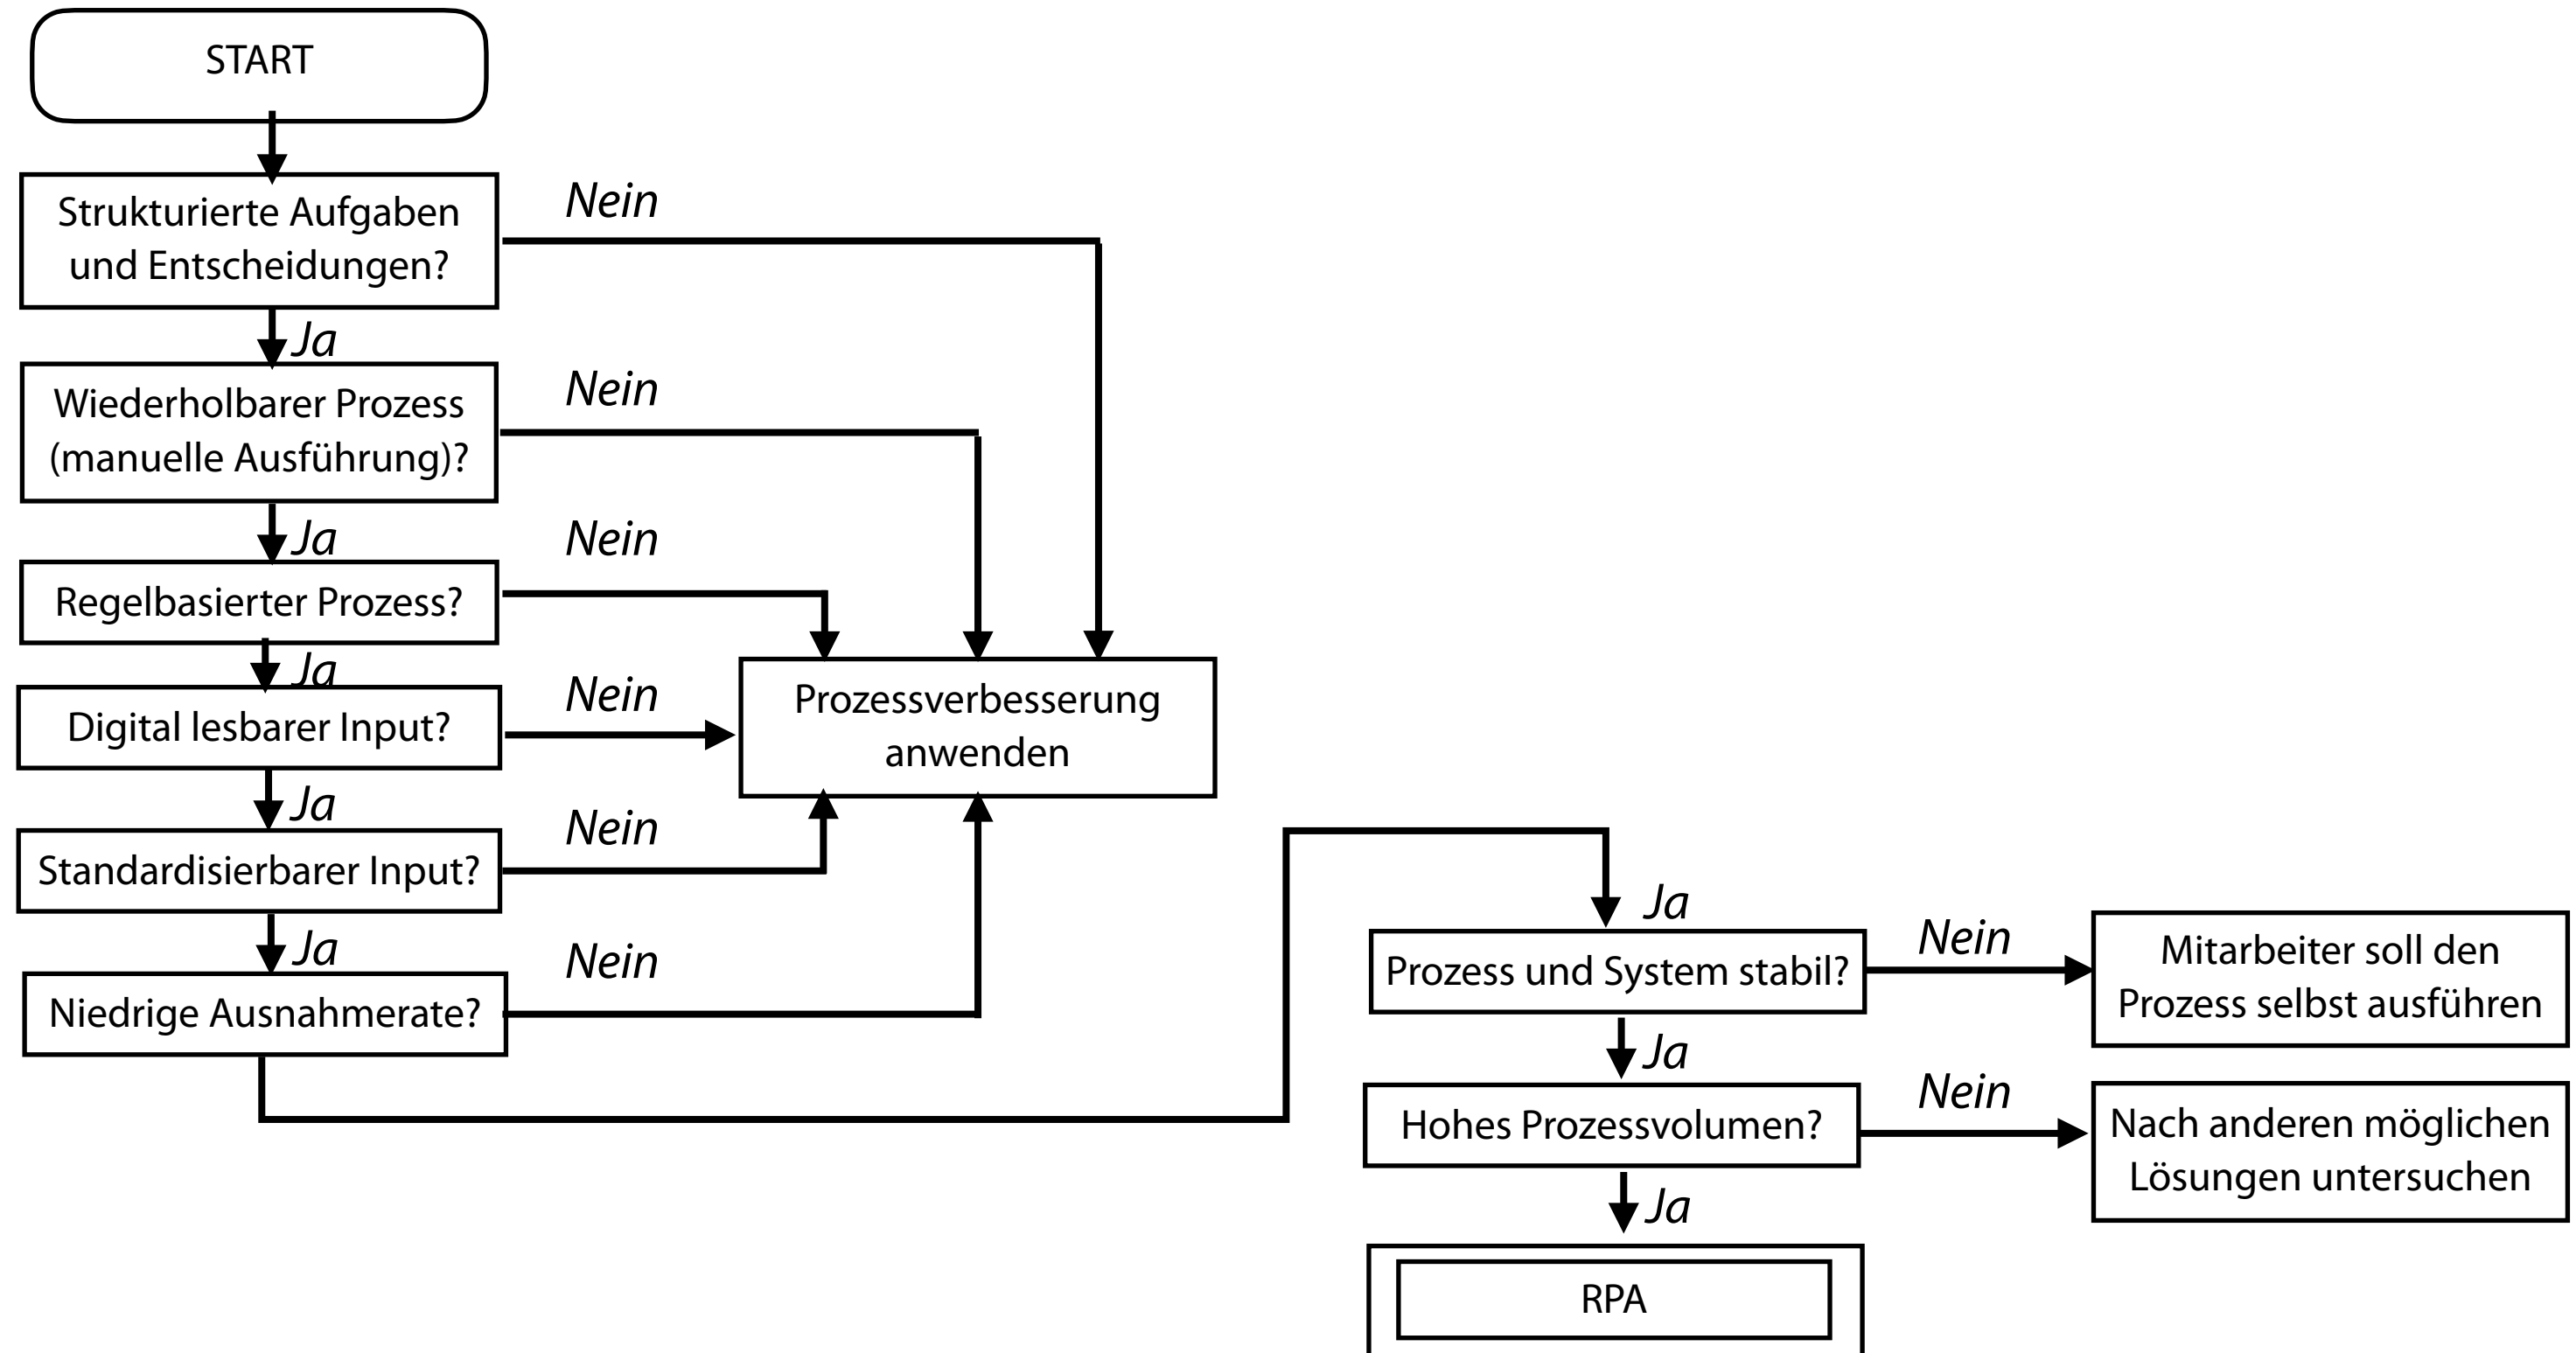 START
Strukturierte Aufgaben
und Entscheidungen?
Nein
Ja
Wiederholbarer Prozess
(manuelle Ausführung)?
Nein
Ja
Regelbasierter Prozess?
Nein
Ja
Digital lesbarer Input?
Nein
Prozessverbesserung
anwenden
Ja
Standardisierbarer Input?
Nein
Ja
Niedrige Ausnahmerate?
Nein
Ja
Prozess und System stabil?
Nein
Mitarbeiter soll den
Prozess selbst ausführen
Ja
Hohes Prozessvolumen?
Nein
Nach anderen möglichen
Lösungen untersuchen
Ja
RPA